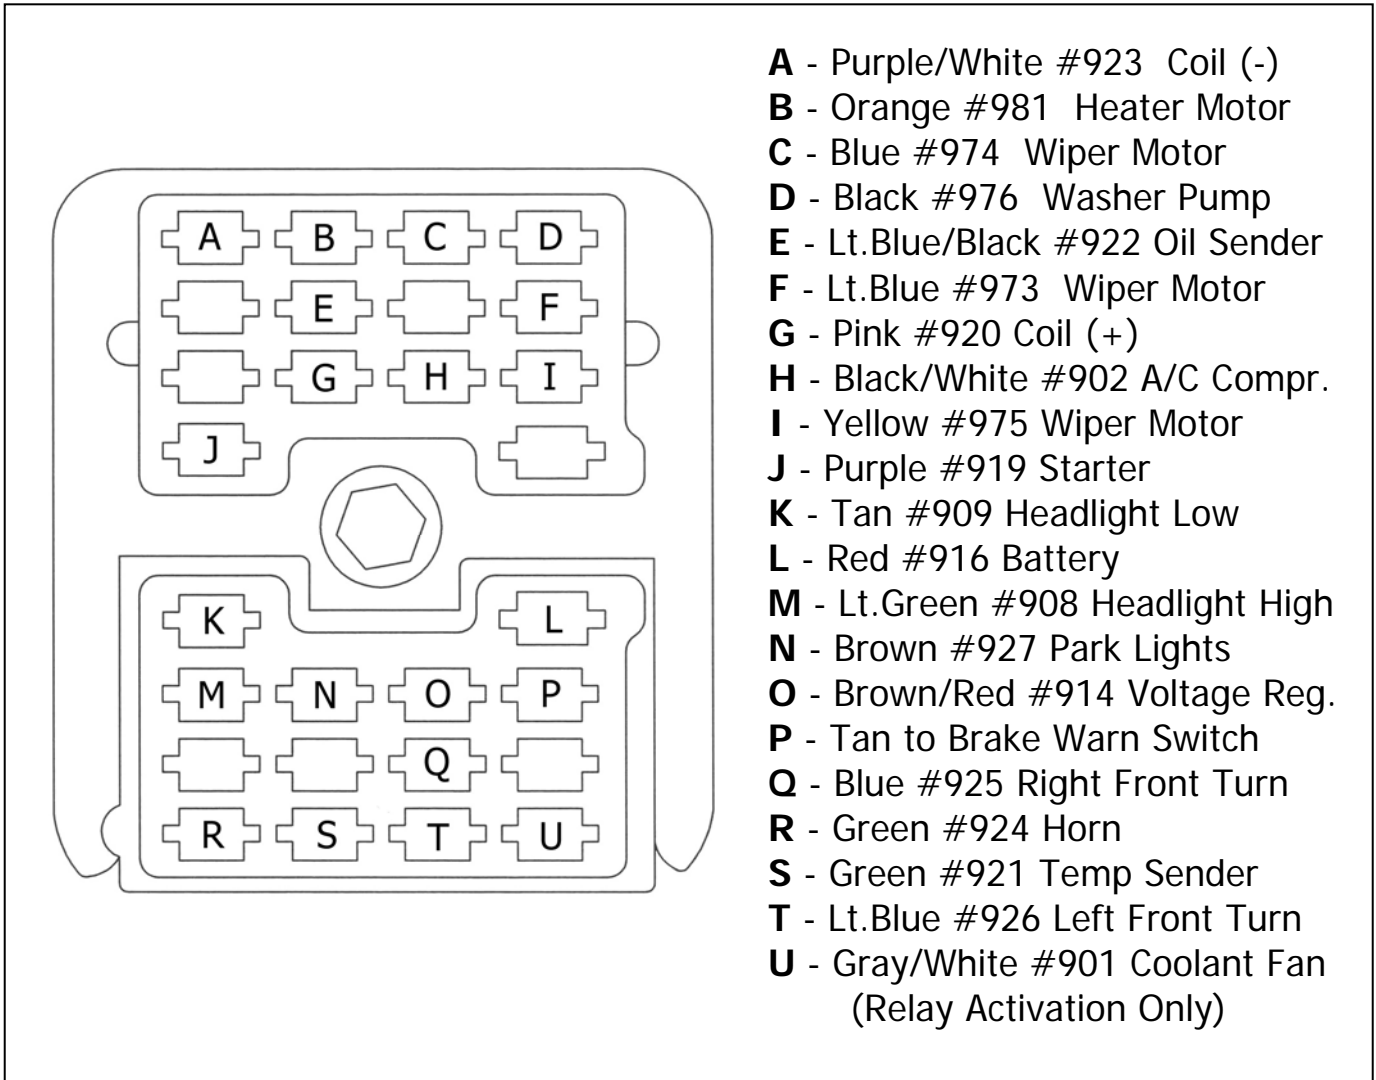 A - Purple/White #923 Coil (-)
B - Orange #981 Heater Motor
C - Blue #974 Wiper Motor
D - Black #976 Washer Pump
E - Lt.Blue/Black #922 Oil Sender
F - Lt.Blue #973 Wiper Motor
G - Pink #920 Coil (+)
H - Black/White #902 A/C Compr.
I - Yellow #975 Wiper Motor
J - Purple #919 Starter
K - Tan #909 Headlight Low
L - Red #916 Battery
M - Lt.Green #908 Headlight High
N - Brown #927 Park Lights
O - Brown/Red #914 Voltage Reg.
P - Tan to Brake Warn Switch
Q - Blue #925 Right Front Turn
R - Green #924 Horn
S - Green #921 Temp Sender
T - Lt.Blue #926 Left Front Turn
U - Gray/White #901 Coolant Fan
(Relay Activation Only)
A B C D
E F
G H I
J
K L
M N O P
Q
R S T U